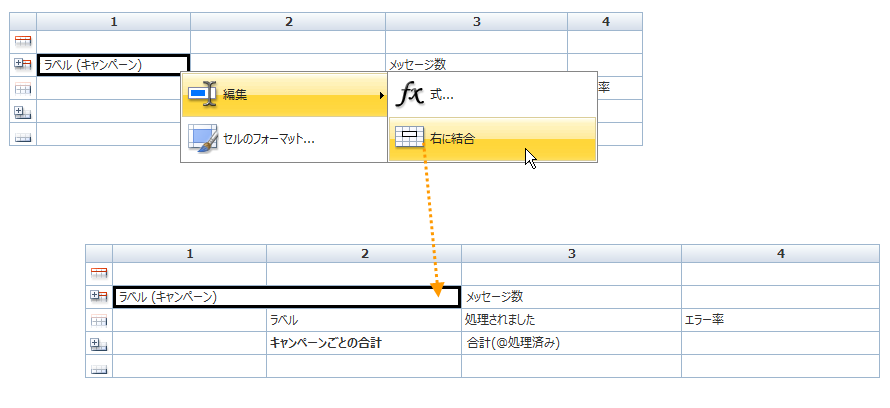 1 2 3 4
ラベル (キャンペーン) メッセージ数
編集 式... 率
セルのフォーマット... 右に結合
1 2 3 4
ラベル (キャンペーン) メッセージ数
ラベル 処理されました エラー率
キャンペーンごとの合計 合計(@処理済み)